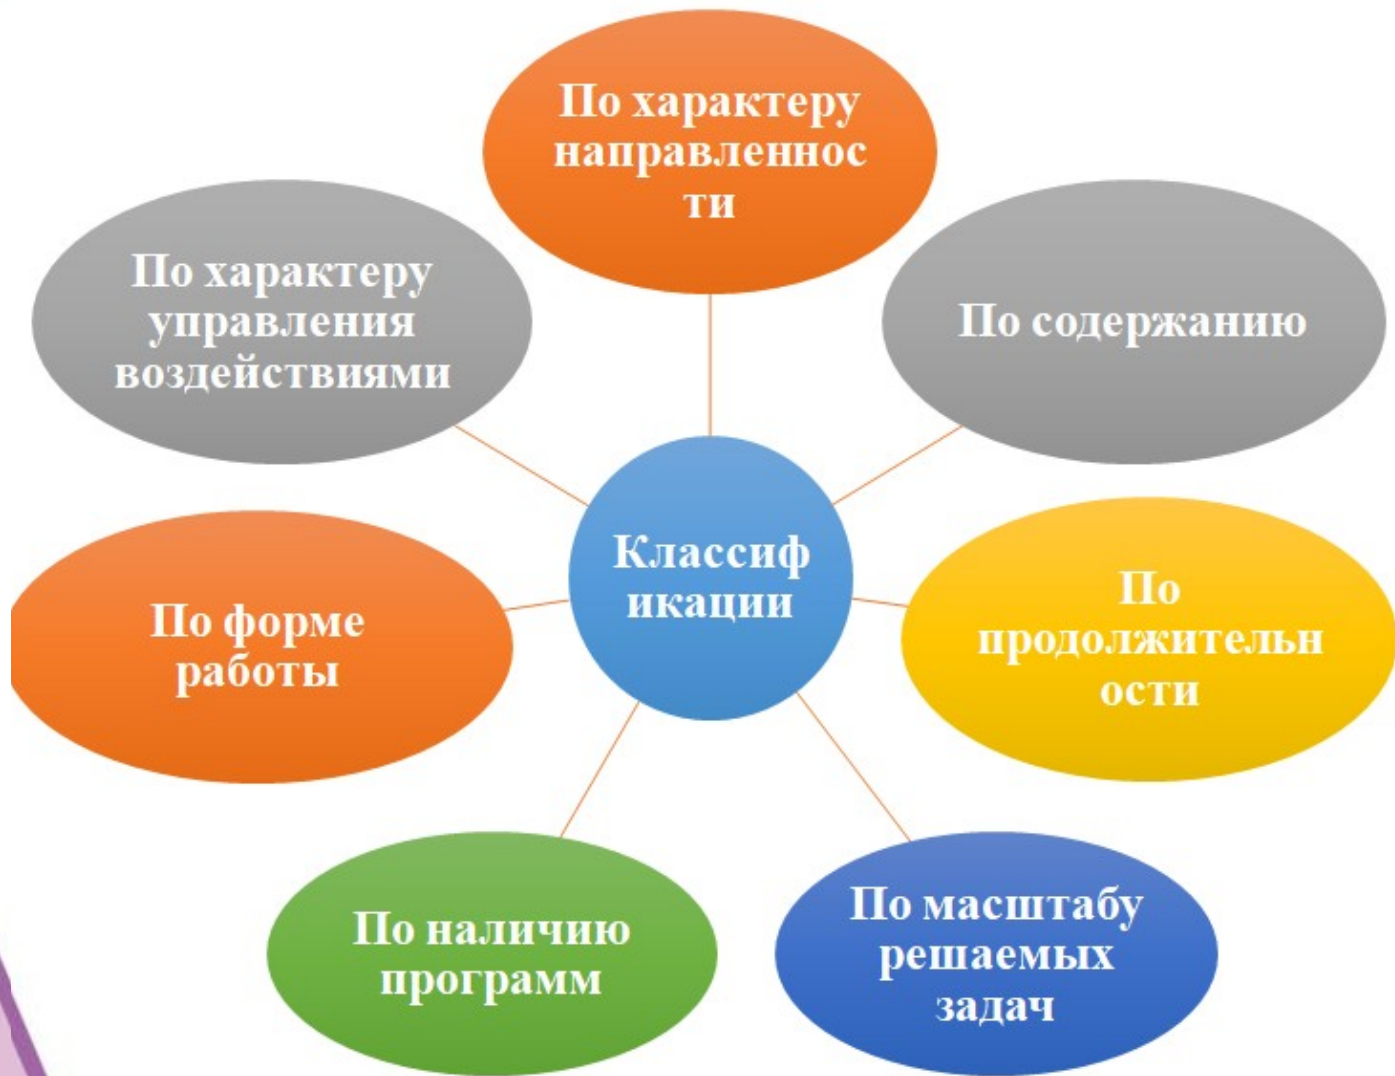 По характеру
направленнос
ти
По характеру
управления
воздействиями
По содержанию
Классиф
икации
По
продолжительн
ости
По форме
работы
По наличию
программ
По масштабу
решаемых
задач